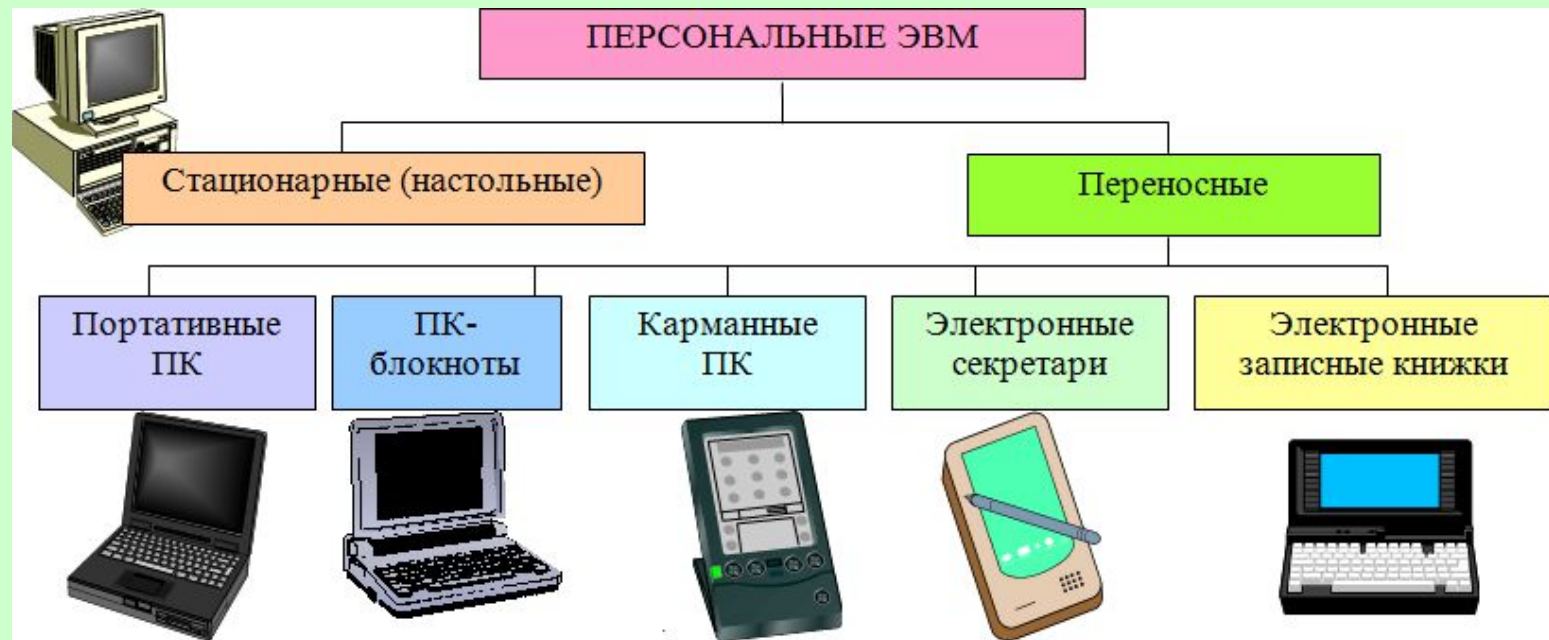 ПЕРСОНАЛЬНЫЕ ЭВМ
Стационарные (настольные)
Переносные
Портативные
ПК
ПК-
блокноты
Карманные
ПК
Электронные
секретари
Электронные
записные книжки